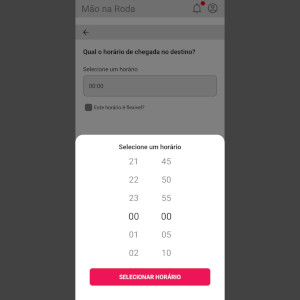 Mão na Roda
Qual o horário de chegada no destino?
Selecione um horário
00:00
Este horário é flexível?
Selecione um horário
21 45
22 50
23 55
00 00
01 05
02 10
SELECIONAR HORÁRIO